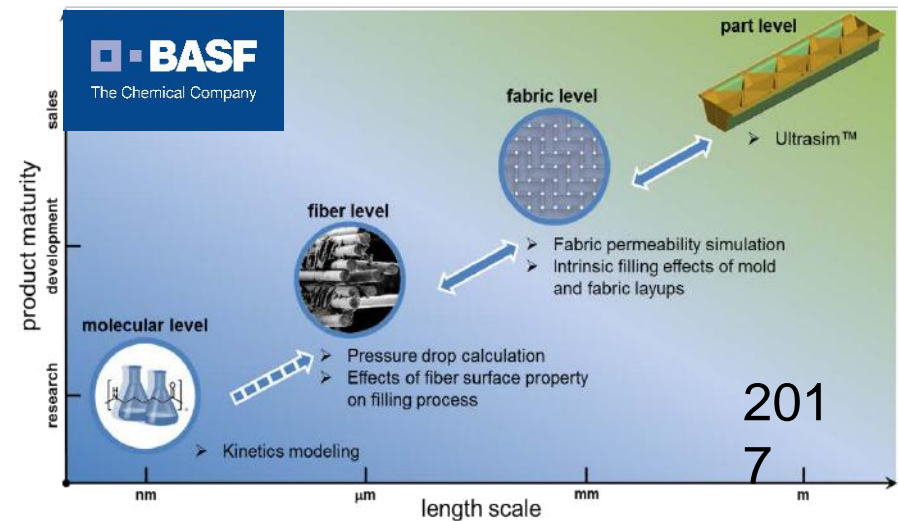 BASF
The Chemical Company
part level
Ultrasim™
fabric level
Fabric permeability simulation
Intrinsic filling effects of mold
and fabric layups
fiber level
Pressure drop calculation
Effects of fiber surface property
on filling process
molecular level
Kinetics modeling
product maturity
sales
development
research
201
7
nm
μm
mm
m
length scale